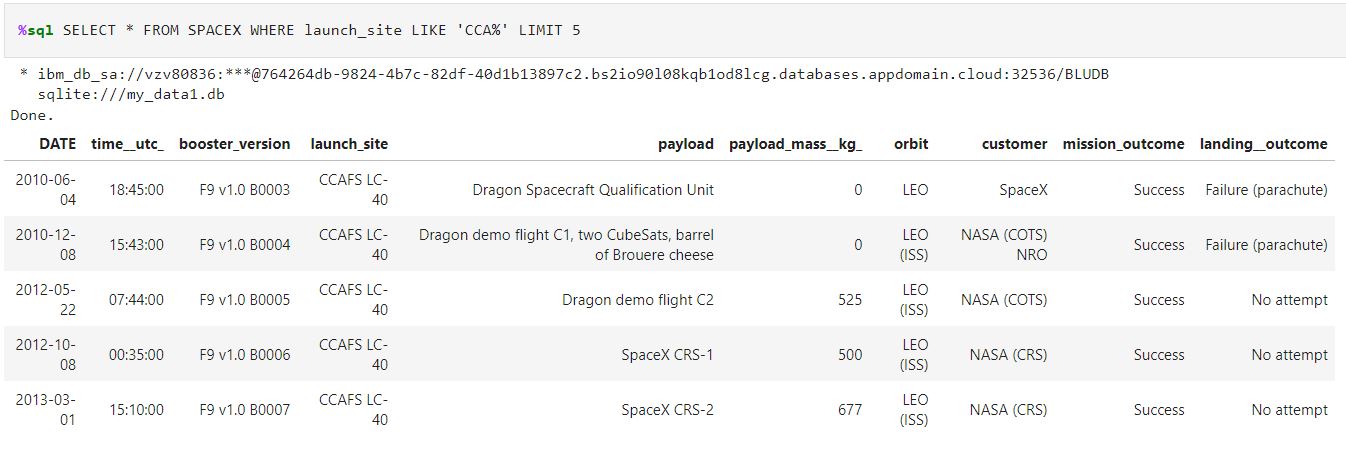 %sql SELECT * FROM SPACEX WHERE launch_site LIKE 'CCA%' LIMIT 5
* ibm_db_sa://vzv80836:***@764264db-9824-4b7c-82df-40d1b13897c2.bs2io90l08kqb1od8lcg.databases.appdomain.cloud:32536/BLUDB
sqlite:///my_data1.db
Done.
DATE time__utc_ booster_version launch_site payload payload_mass__kg_ orbit customer mission_outcome landing__outcome
2010-06-04 18:45:00 F9 v1.0 B0003 CCAFS LC-40 Dragon Spacecraft Qualification Unit 0 LEO SpaceX Success Failure (parachute)
2010-12-08 15:43:00 F9 v1.0 B0004 CCAFS LC-40 Dragon demo flight C1, two CubeSats, barrel of Brouere cheese 0 LEO (ISS) NASA (COTS) NRO Success Failure (parachute)
2012-05-22 07:44:00 F9 v1.0 B0005 CCAFS LC-40 Dragon demo flight C2 525 LEO (ISS) NASA (COTS) Success No attempt
2012-10-08 00:35:00 F9 v1.0 B0006 CCAFS LC-40 SpaceX CRS-1 500 LEO (ISS) NASA (CRS) Success No attempt
2013-03-01 15:10:00 F9 v1.0 B0007 CCAFS LC-40 SpaceX CRS-2 677 LEO (ISS) NASA (CRS) Success No attempt